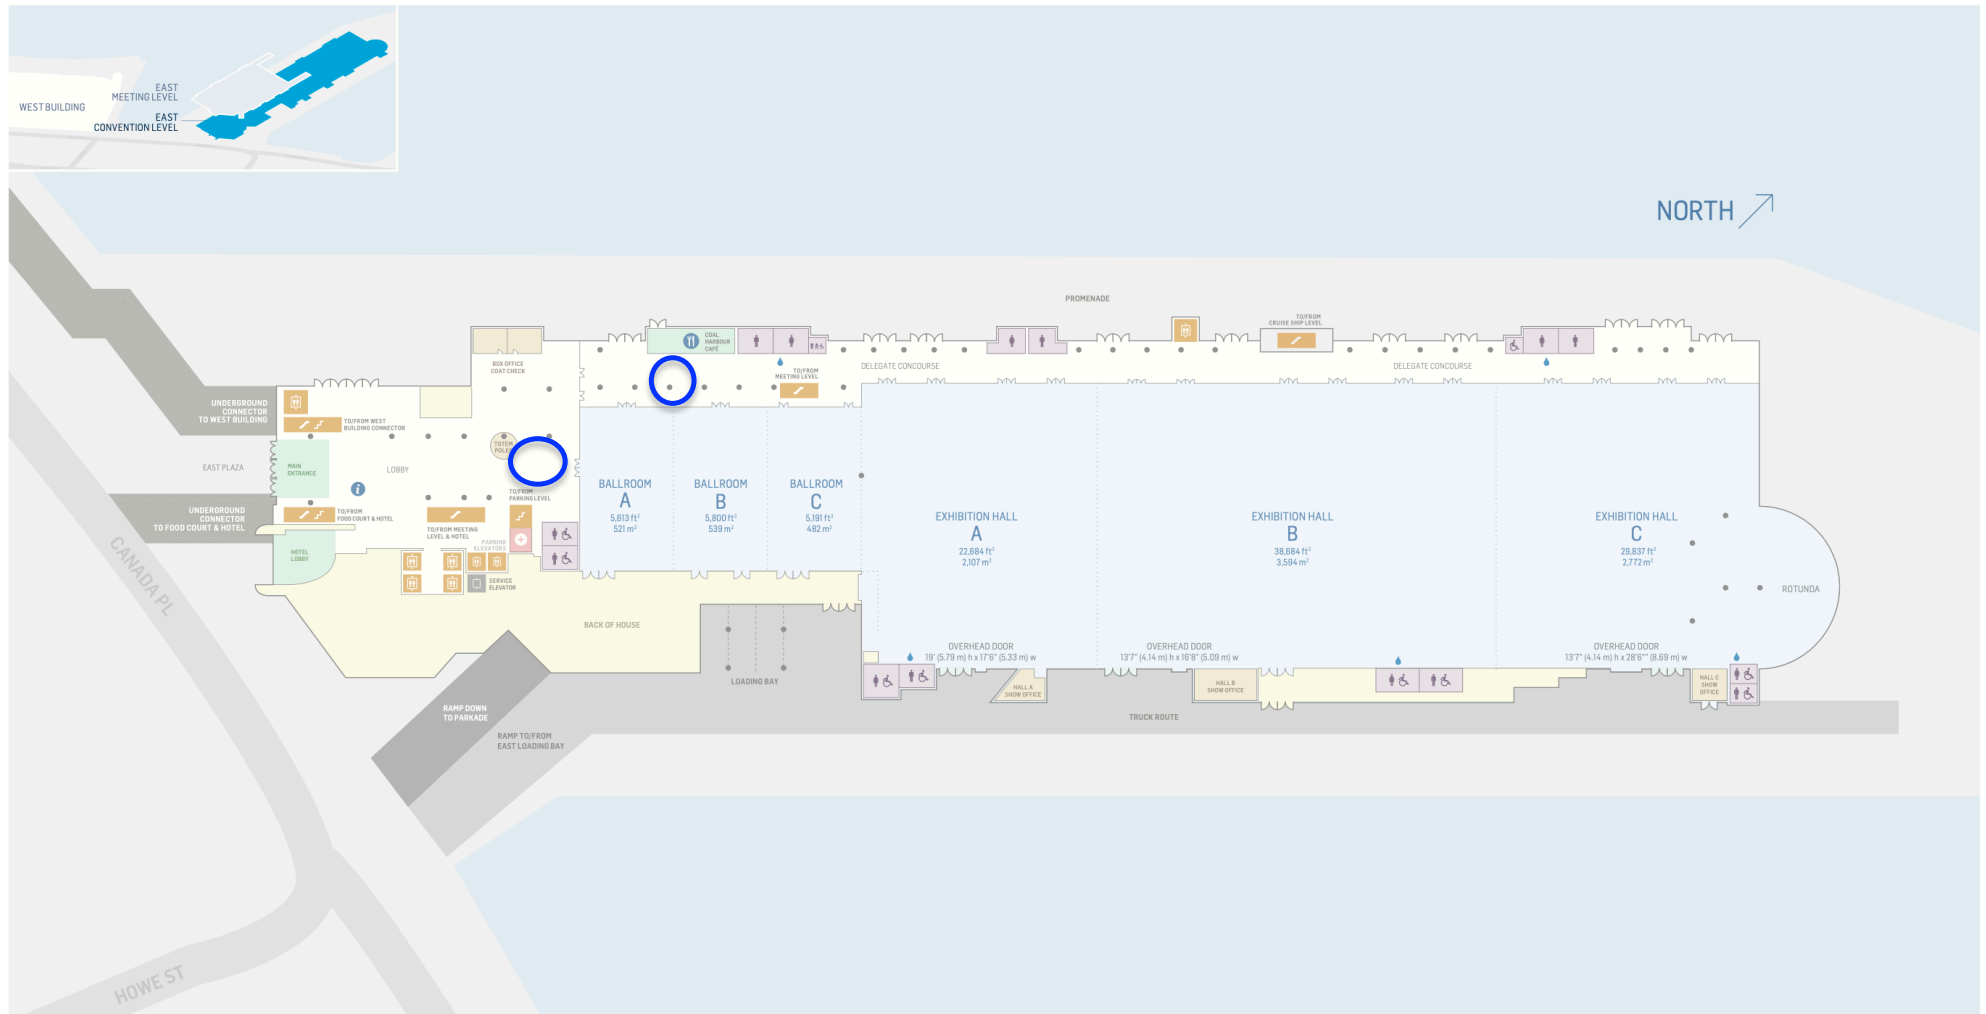 WEST BUILDING
EAST
MEETING LEVEL
EAST
CONVENTION LEVEL
NORTH
PROMENADE
TO/FROM
CRUISE SHIP LEVEL
COAL
HARBOUR
CAFÉ
BOX OFFICE
COAT CHECK
TO/FROM
MEETING LEVEL
DELEGATE CONCOURSE
DELEGATE CONCOURSE
UNDERGROUND
CONNECTOR
TO WEST BUILDING
TO/FROM WEST
BUILDING CONNECTOR
TOTEM
POLE
EAST PLAZA
MAIN
ENTRANCE
LOBBY
i
TO/FROM
PARKING LEVEL
UNDERGROUND
CONNECTOR
TO FOOD COURT & HOTEL
TO/FROM
FOOD COURT & HOTEL
TO/FROM MEETING
LEVEL & HOTEL
PARKING
ELEVATORS
HOTEL
LOBBY
SERVICE
ELEVATOR
BALLROOM
A
5,613 ft²
521 m²
BALLROOM
B
5,800 ft²
539 m²
BALLROOM
C
5,191 ft²
482 m²
EXHIBITION HALL
A
22,684 ft²
2,107 m²
EXHIBITION HALL
B
38,684 ft²
3,594 m²
EXHIBITION HALL
C
29,837 ft²
2,772 m²
ROTUNDA
BACK OF HOUSE
LOADING BAY
OVERHEAD DOOR
19' (5.79 m) h x 17'6" (5.33 m) w
OVERHEAD DOOR
13'7" (4.14 m) h x 16'8" (5.09 m) w
OVERHEAD DOOR
13'7" (4.14 m) h x 28'6"" (8.69 m) w
HALL A
SHOW OFFICE
HALL B
SHOW OFFICE
HALL C
SHOW
OFFICE
TRUCK ROUTE
RAMP DOWN
TO PARKADE
RAMP TO/FROM
EAST LOADING BAY
CANADA PL
HOWE ST